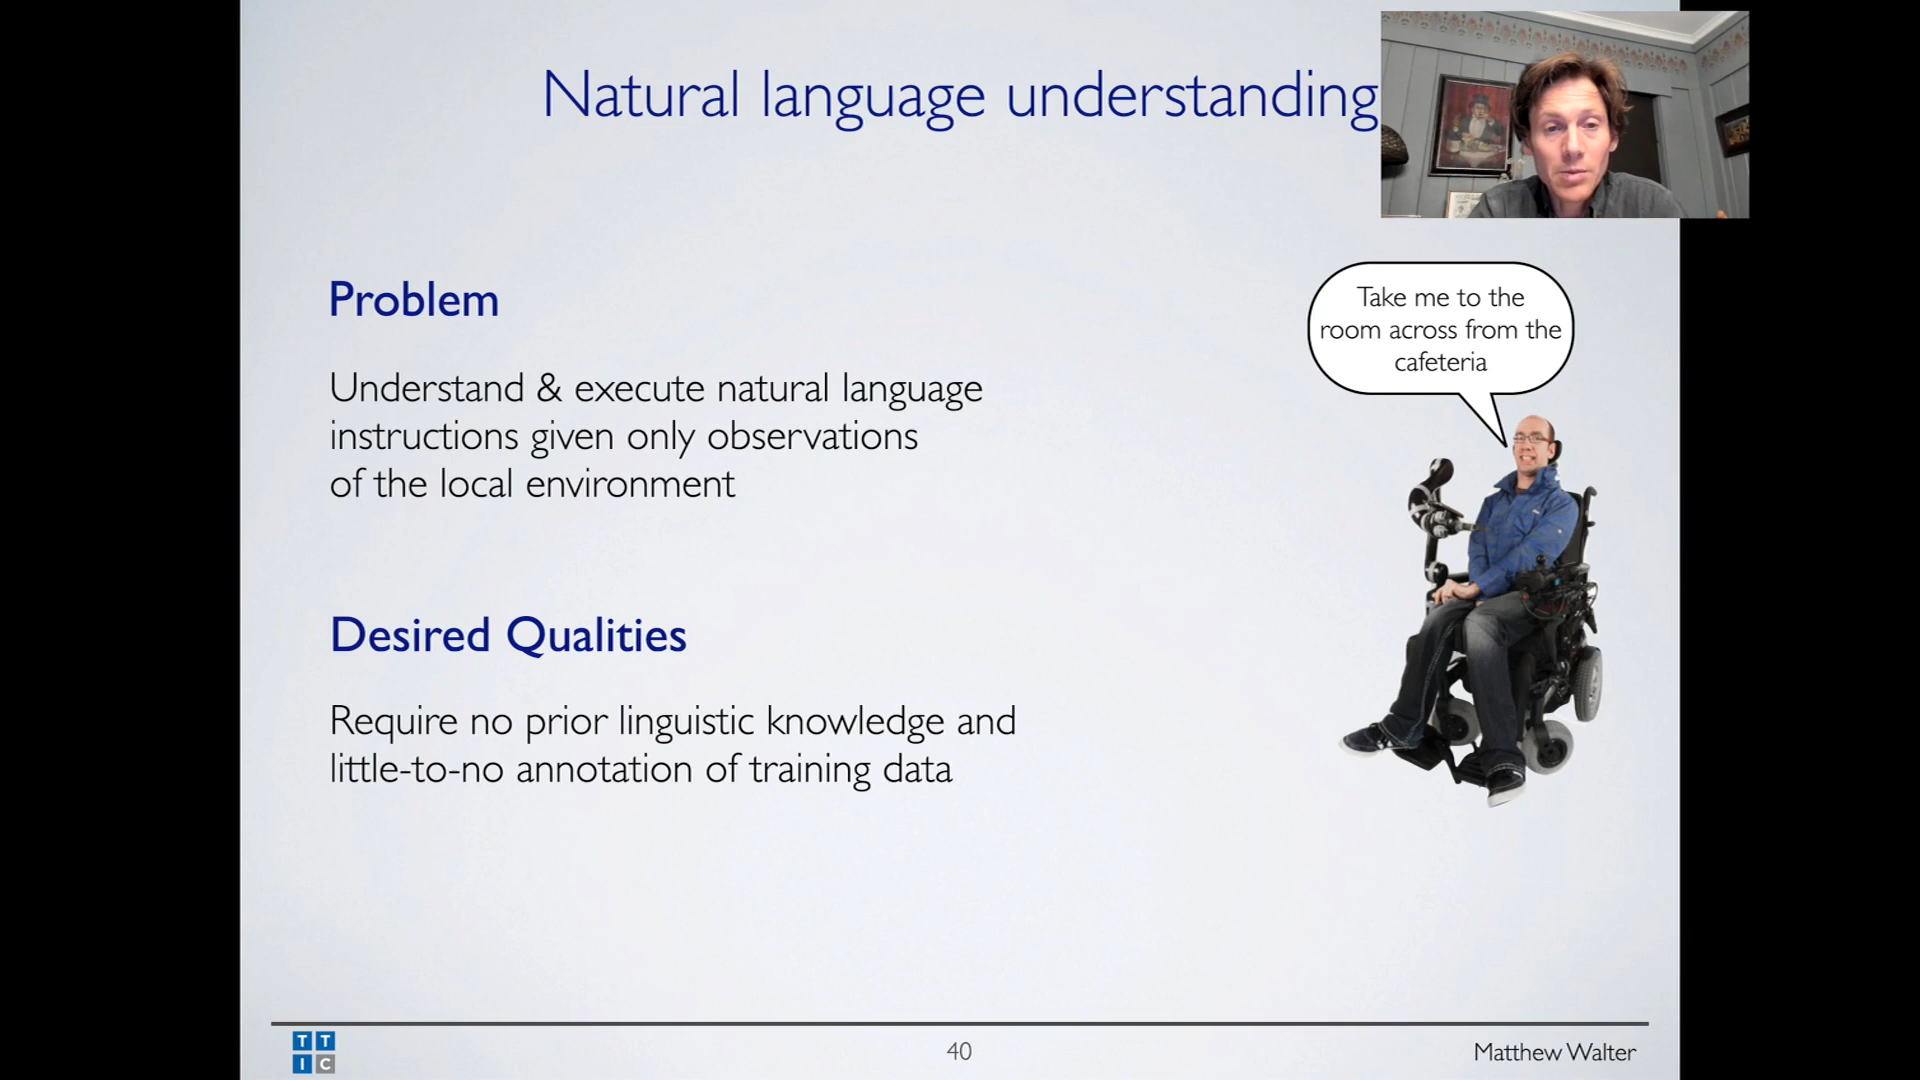 Natural language understanding
Take me to the
room across from the
cafeteria
Problem
Understand & execute natural language
instructions given only observations
of the local environment
Desired Qualities
Require no prior linguistic knowledge and
little-to-no annotation of training data
T T
I C
40
Matthew Walter